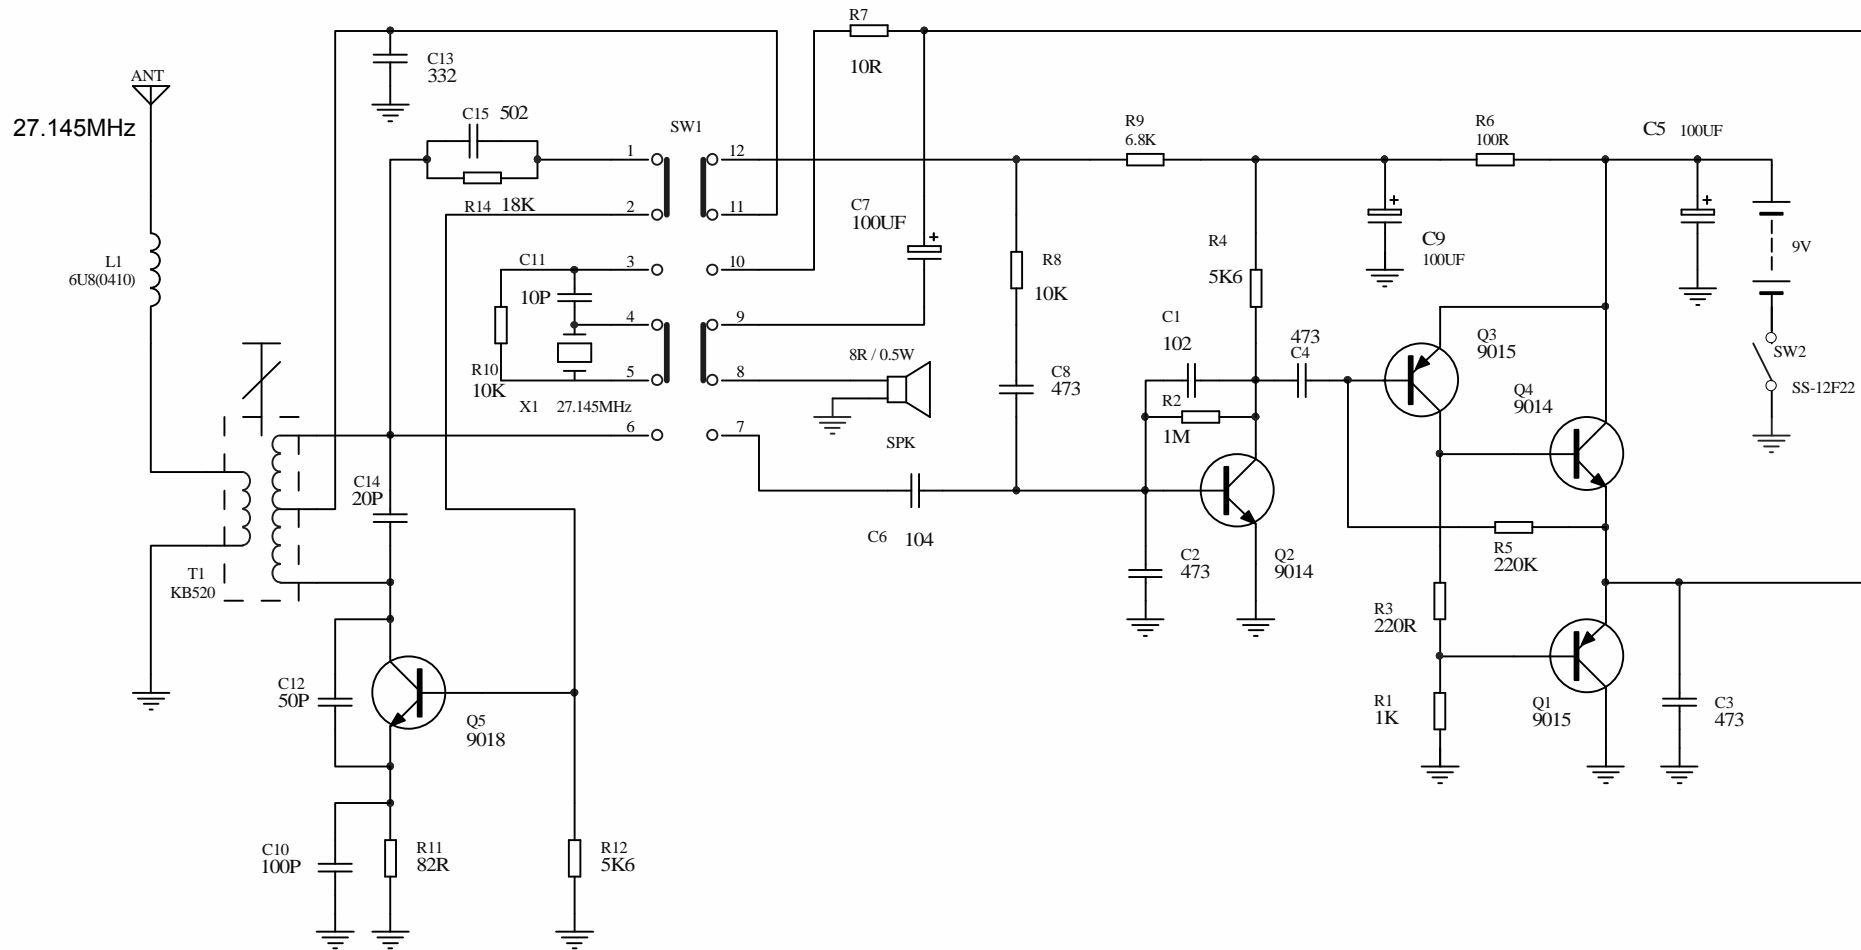 R7
10R
C13
332
ANT
27.145MHz
C15 502
SW1
R9
6.8K
R6
100R
C5 100UF
1
12
R14 18K
2
11
C7
100UF
+
+
+
C9
100UF
9V
L1
6U8(0410)
C11
10P
3
10
R8
10K
R4
5K6
4
9
C1
102
473
C4
Q3
9015
SW2
SS-12F22
R10
10K
5
8
8R / 0.5W
C8
473
R2
1M
Q4
9014
X1 27.145MHz
6
7
SPK
C14
20P
C6 104
C2
473
Q2
9014
R5
220K
T1
KB520
R3
220R
C12
50P
Q5
9018
R1
1K
Q1
9015
C3
473
C10
100P
R11
82R
R12
5K6